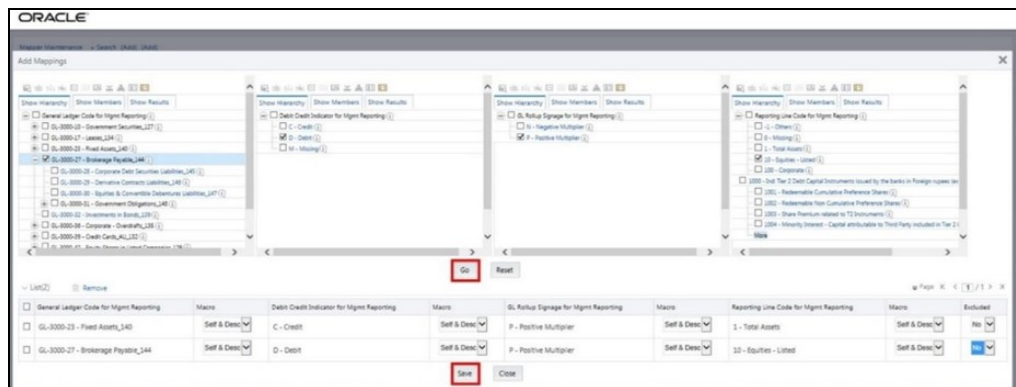 ORACLE
Mapper Maintenance » Search (Add) (Add)
Add Mappings
Show Hierarchy Show Members Show Results
General Ledger Code for Mgmt Reporting
GL-3000-10 - Government Securities_127
GL-3000-17 - Leases_134
GL-3000-23 - Fixed Assets_140
GL-3000-27 - Brokerage Payable_144
GL-3000-28 - Corporate Debt Securities Liabilities_145
GL-3000-29 - Derivative Contracts Liabilities_146
GL-3000-30 - Equities & Convertible Debentures Liabilities_147
GL-3000-31 - Government Obligations_148
GL-3000-32 - Investments in Bonds_139
GL-3000-36 - Corporate - Overdrafts_135
GL-3000-39 - Credit Cards_AU_132
Show Hierarchy Show Members Show Results
Debit Credit Indicator for Mgmt Reporting
C - Credit
D - Debit
M - Missing
Show Hierarchy Show Members Show Results
GL Rollup Signage for Mgmt Reporting
N - Negative Multiplier
P - Positive Multiplier
Show Hierarchy Show Members Show Results
Reporting Line Code for Mgmt Reporting
-1 - Others
0 - Missing
1 - Total Assets
10 - Equities - Listed
100 - Corporate
1000 - Inst Tier 2 Debt Capital Instruments issued by the banks in Foreign rupees
1001 - Redeemable Cumulative Preference Shares
1002 - Redeemable Non Cumulative Preference Shares
1003 - Share Premium related to T2 Instruments
1004 - Minority Interest - Capital attributable to Third Party included in Tier 2
More
Go Reset
List(2) Remove Page 1 / 1
General Ledger Code for Mgmt Reporting Macro Debit Credit Indicator for Mgmt Reporting Macro GL Rollup Signage for Mgmt Reporting Macro Reporting Line Code for Mgmt Reporting Macro Excluded
GL-3000-23 - Fixed Assets_140 Self & Desc C - Credit Self & Desc P - Positive Multiplier Self & Desc 1 - Total Assets Self & Desc No
GL-3000-27 - Brokerage Payable_144 Self & Desc D - Debit Self & Desc P - Positive Multiplier Self & Desc 10 - Equities - Listed Self & Desc No
Save Close